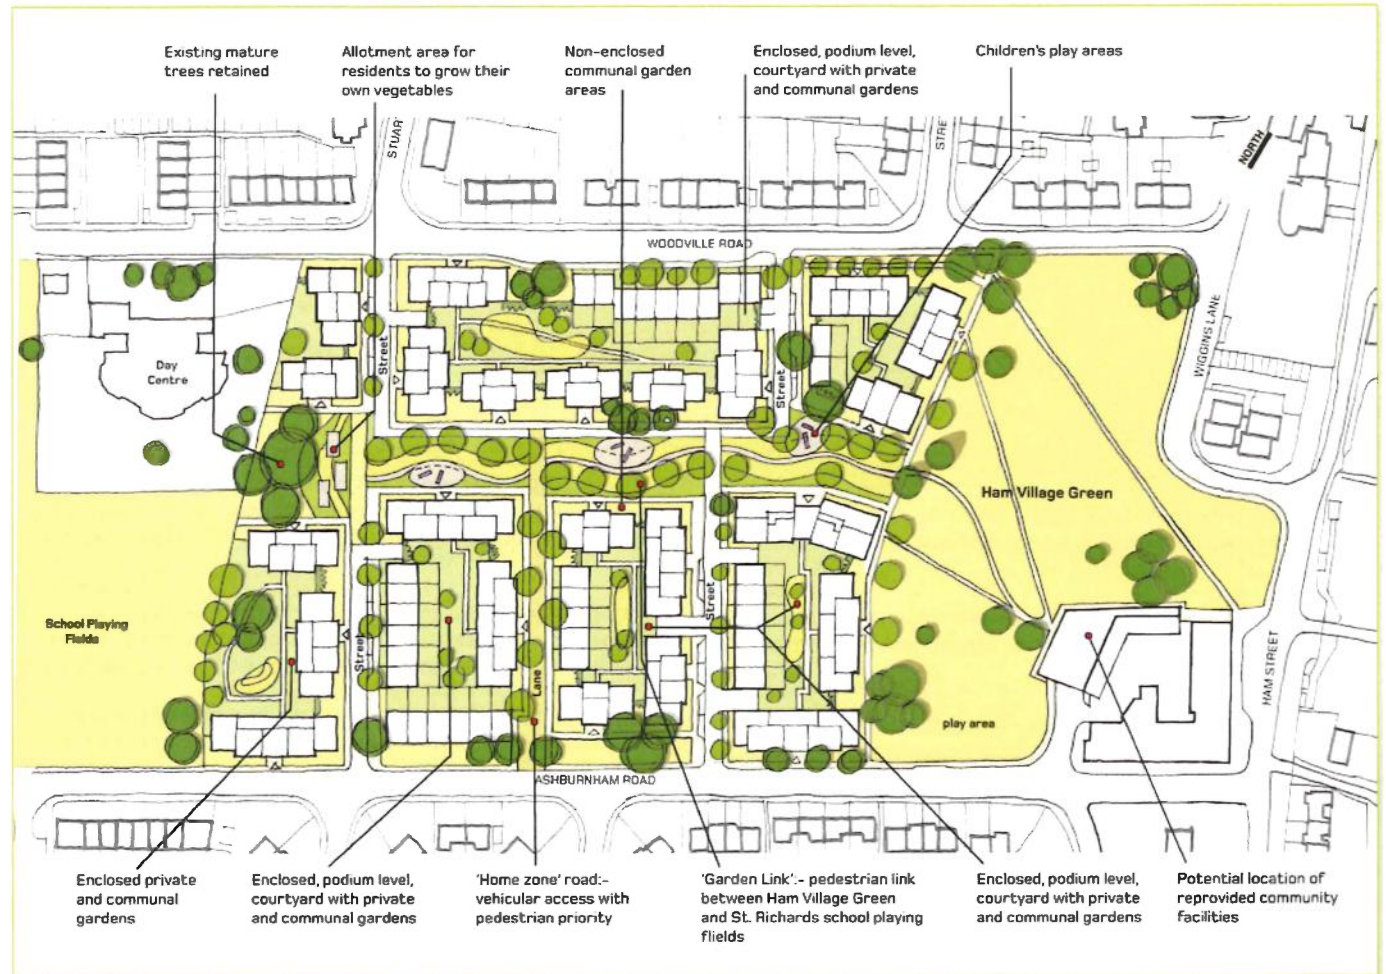 Existing mature
trees retained
Allotment area for
residents to grow their
own vegetables
Non-enclosed
communal garden
areas
Enclosed, podium level,
courtyard with private
and communal gardens
Children's play areas
STUAR
STRE
NORTH
WOODVILLE ROAD
WIGGINS LANE
Day
Centre
Street
Street
Ham Village Green
School Playing
Fields
Street
Lane
Street
play area
HAM STREET
ASHBURNHAM ROAD
Enclosed private
and communal
gardens
Enclosed, podium level,
courtyard with private
and communal gardens
'Home zone' road:-
vehicular access with
pedestrian priority
'Garden Link':- pedestrian link
between Ham Village Green
and St. Richards school playing
flields
Enclosed, podium level,
courtyard with private
and communal gardens
Potential location of
reprovided community
facilities